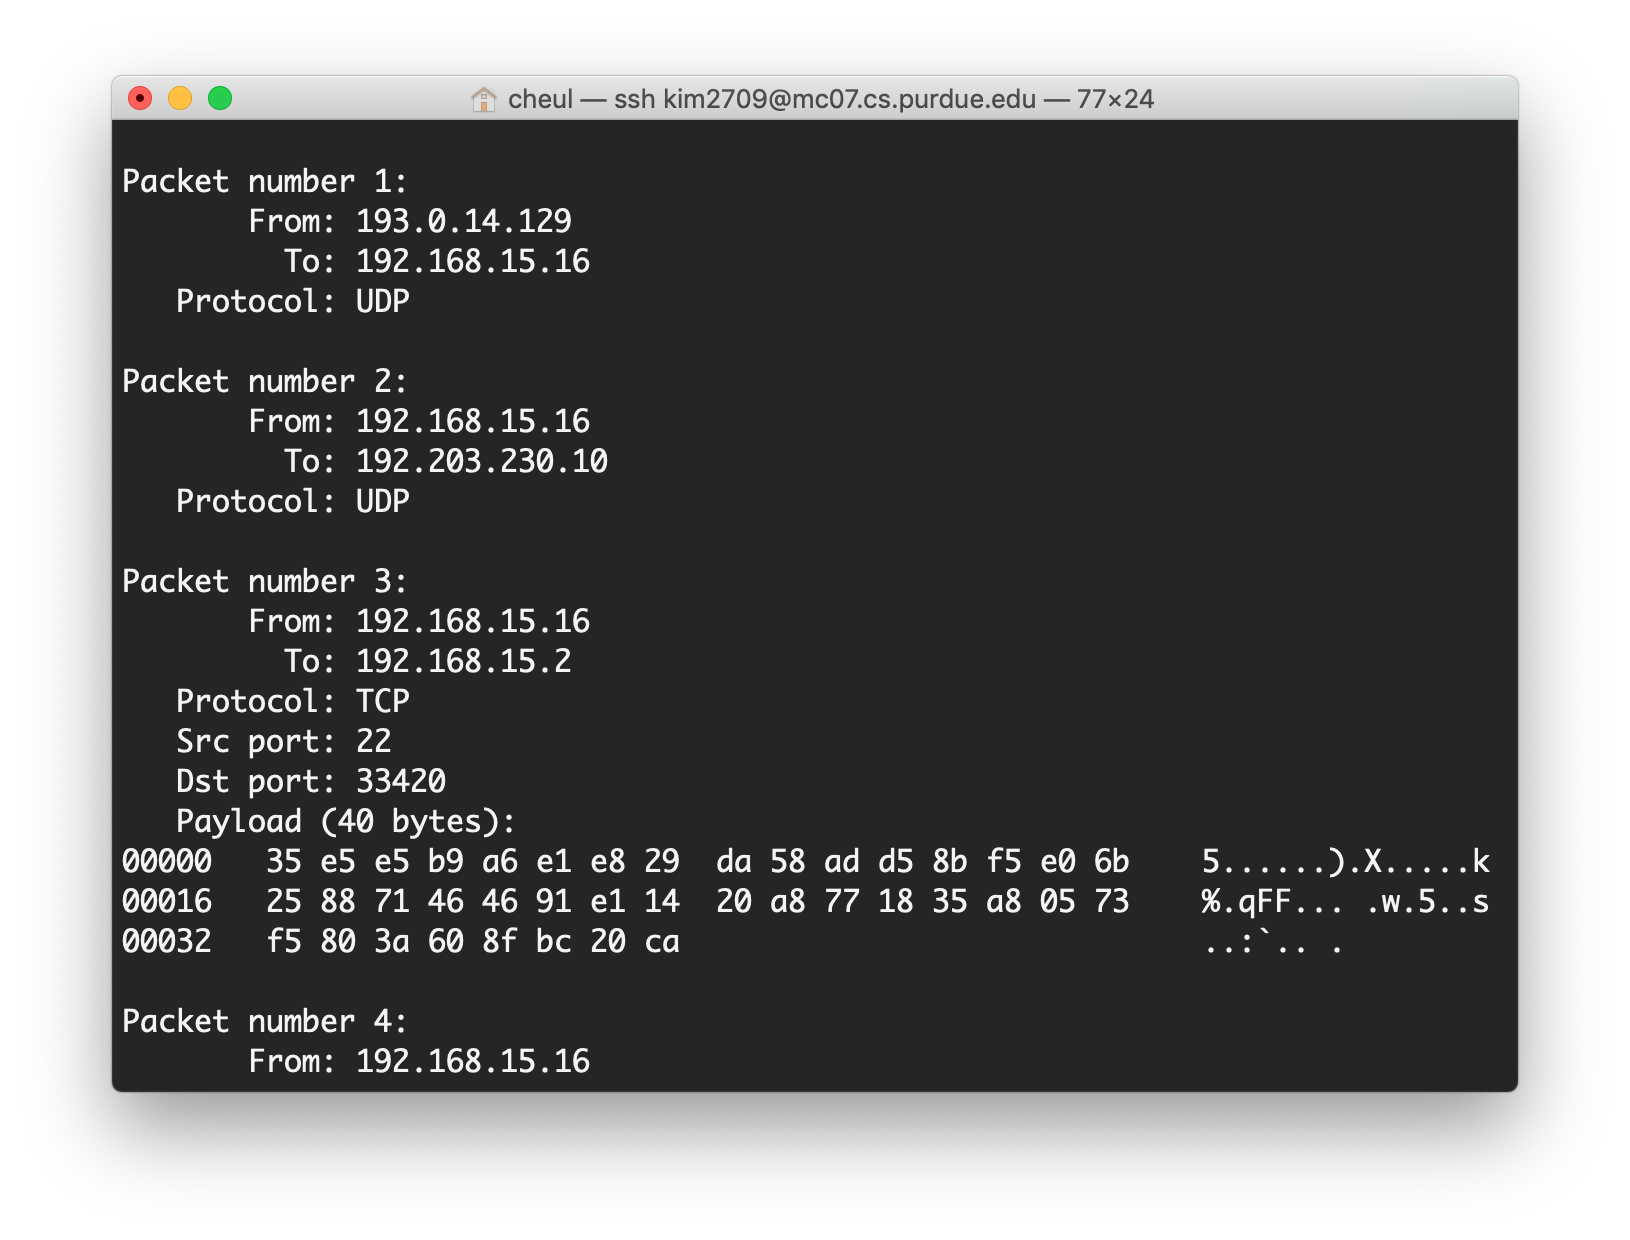 cheul — ssh kim2709@mc07.cs.purdue.edu — 77×24
Packet number 1:
From: 193.0.14.129
To: 192.168.15.16
Protocol: UDP
Packet number 2:
From: 192.168.15.16
To: 192.203.230.10
Protocol: UDP
Packet number 3:
From: 192.168.15.16
To: 192.168.15.2
Protocol: TCP
Src port: 22
Dst port: 33420
Payload (40 bytes):
00000   35 e5 e5 b9 a6 e1 e8 29  da 58 ad d5 8b f5 e0 6b    5......).X.....k
00016   25 88 71 46 46 91 e1 14  20 a8 77 18 35 a8 05 73    %.qFF... .w.5..s
00032   f5 80 3a 60 8f bc 20 ca                             ..:`.. .
Packet number 4:
From: 192.168.15.16